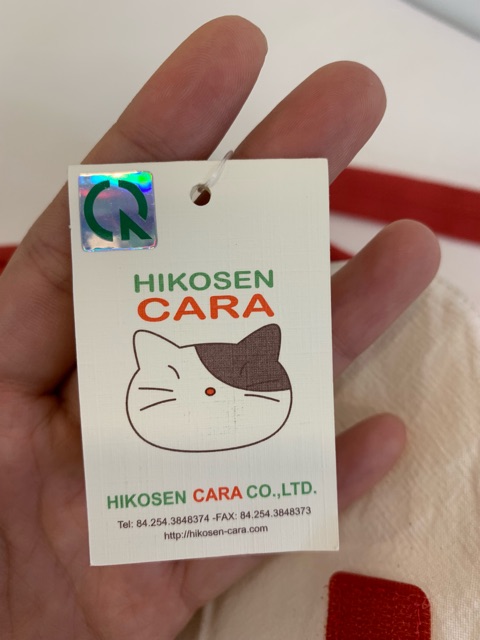 HIKOSEN
CARA
HIKOSEN CARA CO.,LTD.
Tel: 84.254.3848374 -FAX: 84.254.3848373
http://hikosen-cara.com